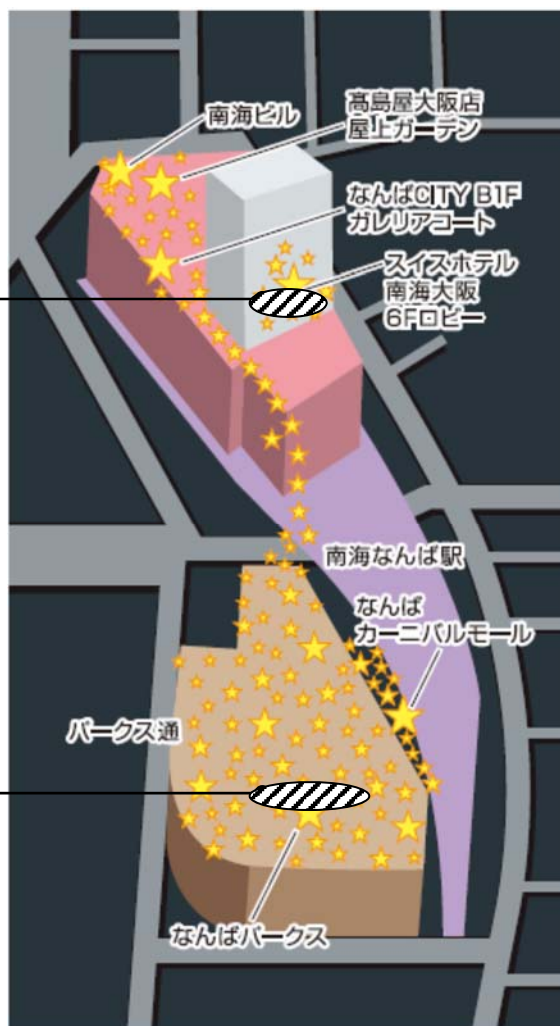 南海ビル
髙島屋大阪店
屋上ガーデン
なんばCITY B1F
ガレリアコート
スイスホテル
南海大阪
6Fロビー
南海なんば駅
なんば
カーニバルモール
パークス通
なんばパークス